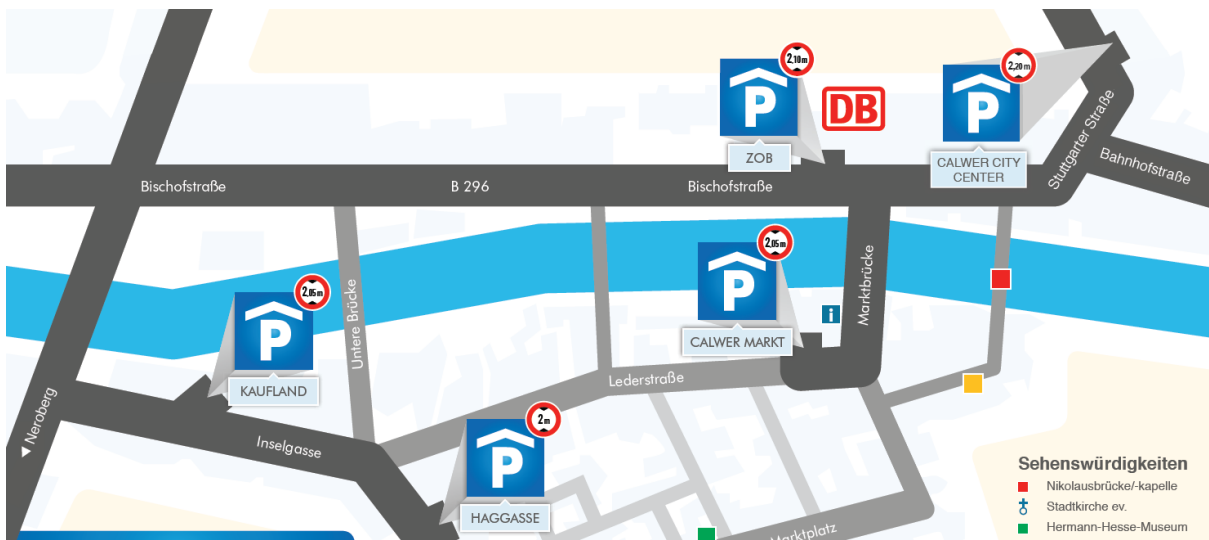 2,10m
P
ZOB
DB
2,20m
P
CALWER CITY
CENTER
Stuttgarter Straße
Bahnhofstraße
Bischofstraße
B 296
Bischofstraße
2,05m
P
CALWER MARKT
i
Marktbrücke
2,05m
P
KAUFLAND
Untere Brücke
Lederstraße
Neroberg
Inselgasse
2m
P
HAGGASSE
Marktplatz
Sehenswürdigkeiten
Nikolausbrücke/-kapelle
Stadtkirche ev.
Hermann-Hesse-Museum